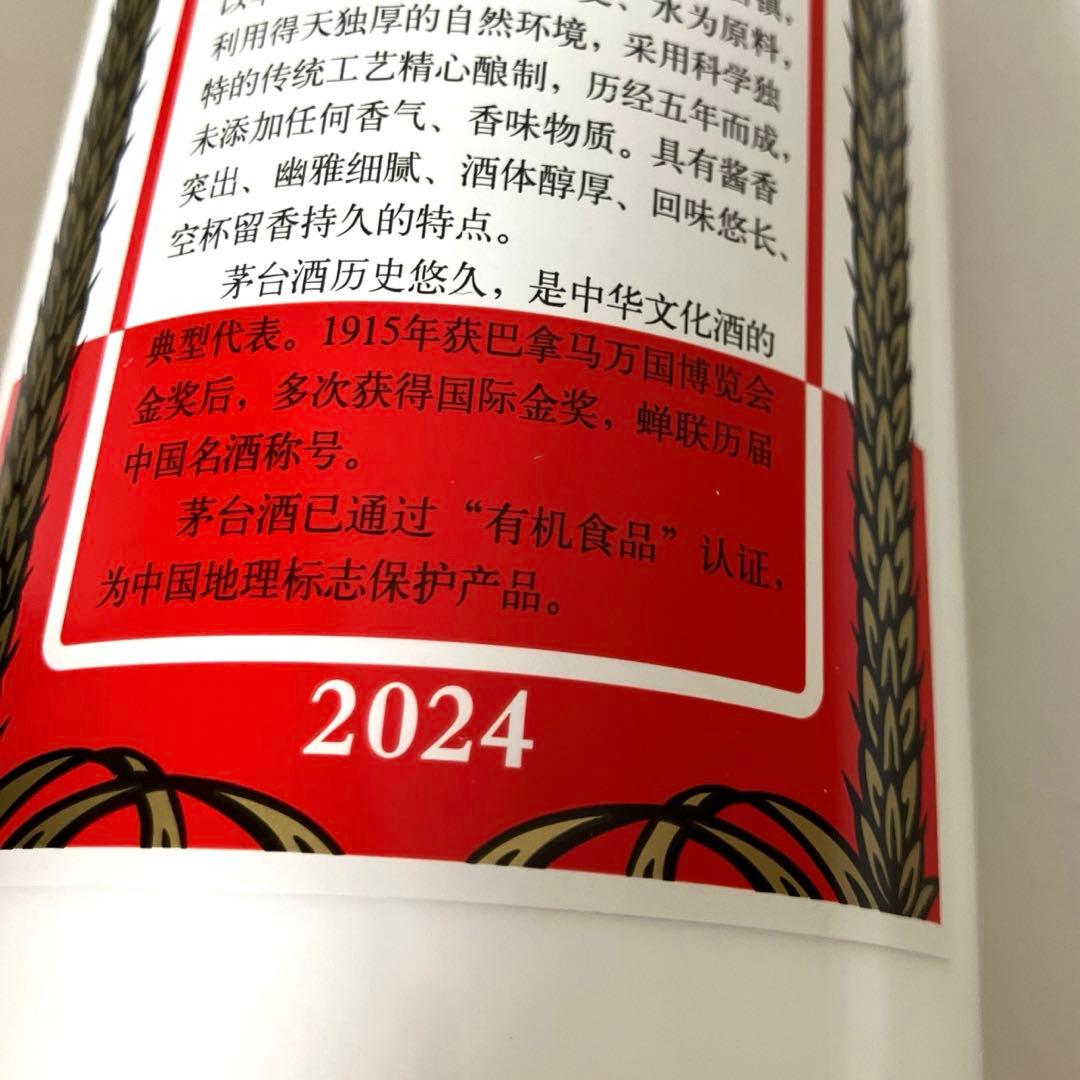 水为原料，
利用得天独厚的自然环境，采用科学独
特的传统工艺精心酿制，历经五年而成，
未添加任何香气、香味物质。具有酱香
突出、幽雅细腻、酒体醇厚、回味悠长、
空杯留香持久的特点。
茅台酒历史悠久，是中华文化酒的
典型代表。1915年获巴拿马万国博览会
金奖后，多次获得国际金奖，蝉联历届
中国名酒称号。
茅台酒已通过“有机食品”认证，
为中国地理标志保护产品。
2024